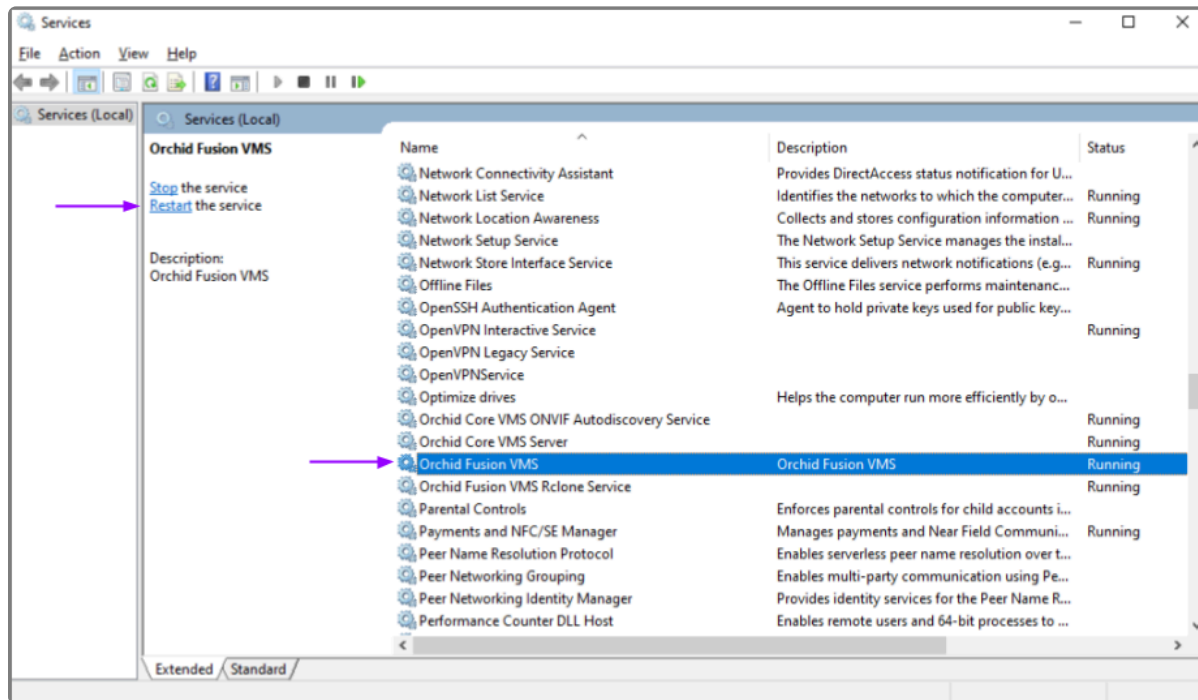 Services
File Action View Help
Services (Local)
Services (Local)
Orchid Fusion VMS
Stop the service
Restart the service
Description:
Orchid Fusion VMS
Name Description Status
Network Connectivity Assistant Provides DirectAccess status notification for U...
Network List Service Identifies the networks to which the computer... Running
Network Location Awareness Collects and stores configuration information ... Running
Network Setup Service The Network Setup Service manages the instal...
Network Store Interface Service This service delivers network notifications (e.g... Running
Offline Files The Offline Files service performs maintenanc...
OpenSSH Authentication Agent Agent to hold private keys used for public key...
OpenVPN Interactive Service Running
OpenVPN Legacy Service
OpenVPNService
Optimize drives Helps the computer run more efficiently by o...
Orchid Core VMS ONVIF Autodiscovery Service Running
Orchid Core VMS Server Running
Orchid Fusion VMS Orchid Fusion VMS Running
Orchid Fusion VMS Rclone Service Running
Parental Controls Enforces parental controls for child accounts i...
Payments and NFC/SE Manager Manages payments and Near Field Communi... Running
Peer Name Resolution Protocol Enables serverless peer name resolution over t...
Peer Networking Grouping Enables multi-party communication using Pe...
Peer Networking Identity Manager Provides identity services for the Peer Name R...
Performance Counter DLL Host Enables remote users and 64-bit processes to ...
Extended Standard